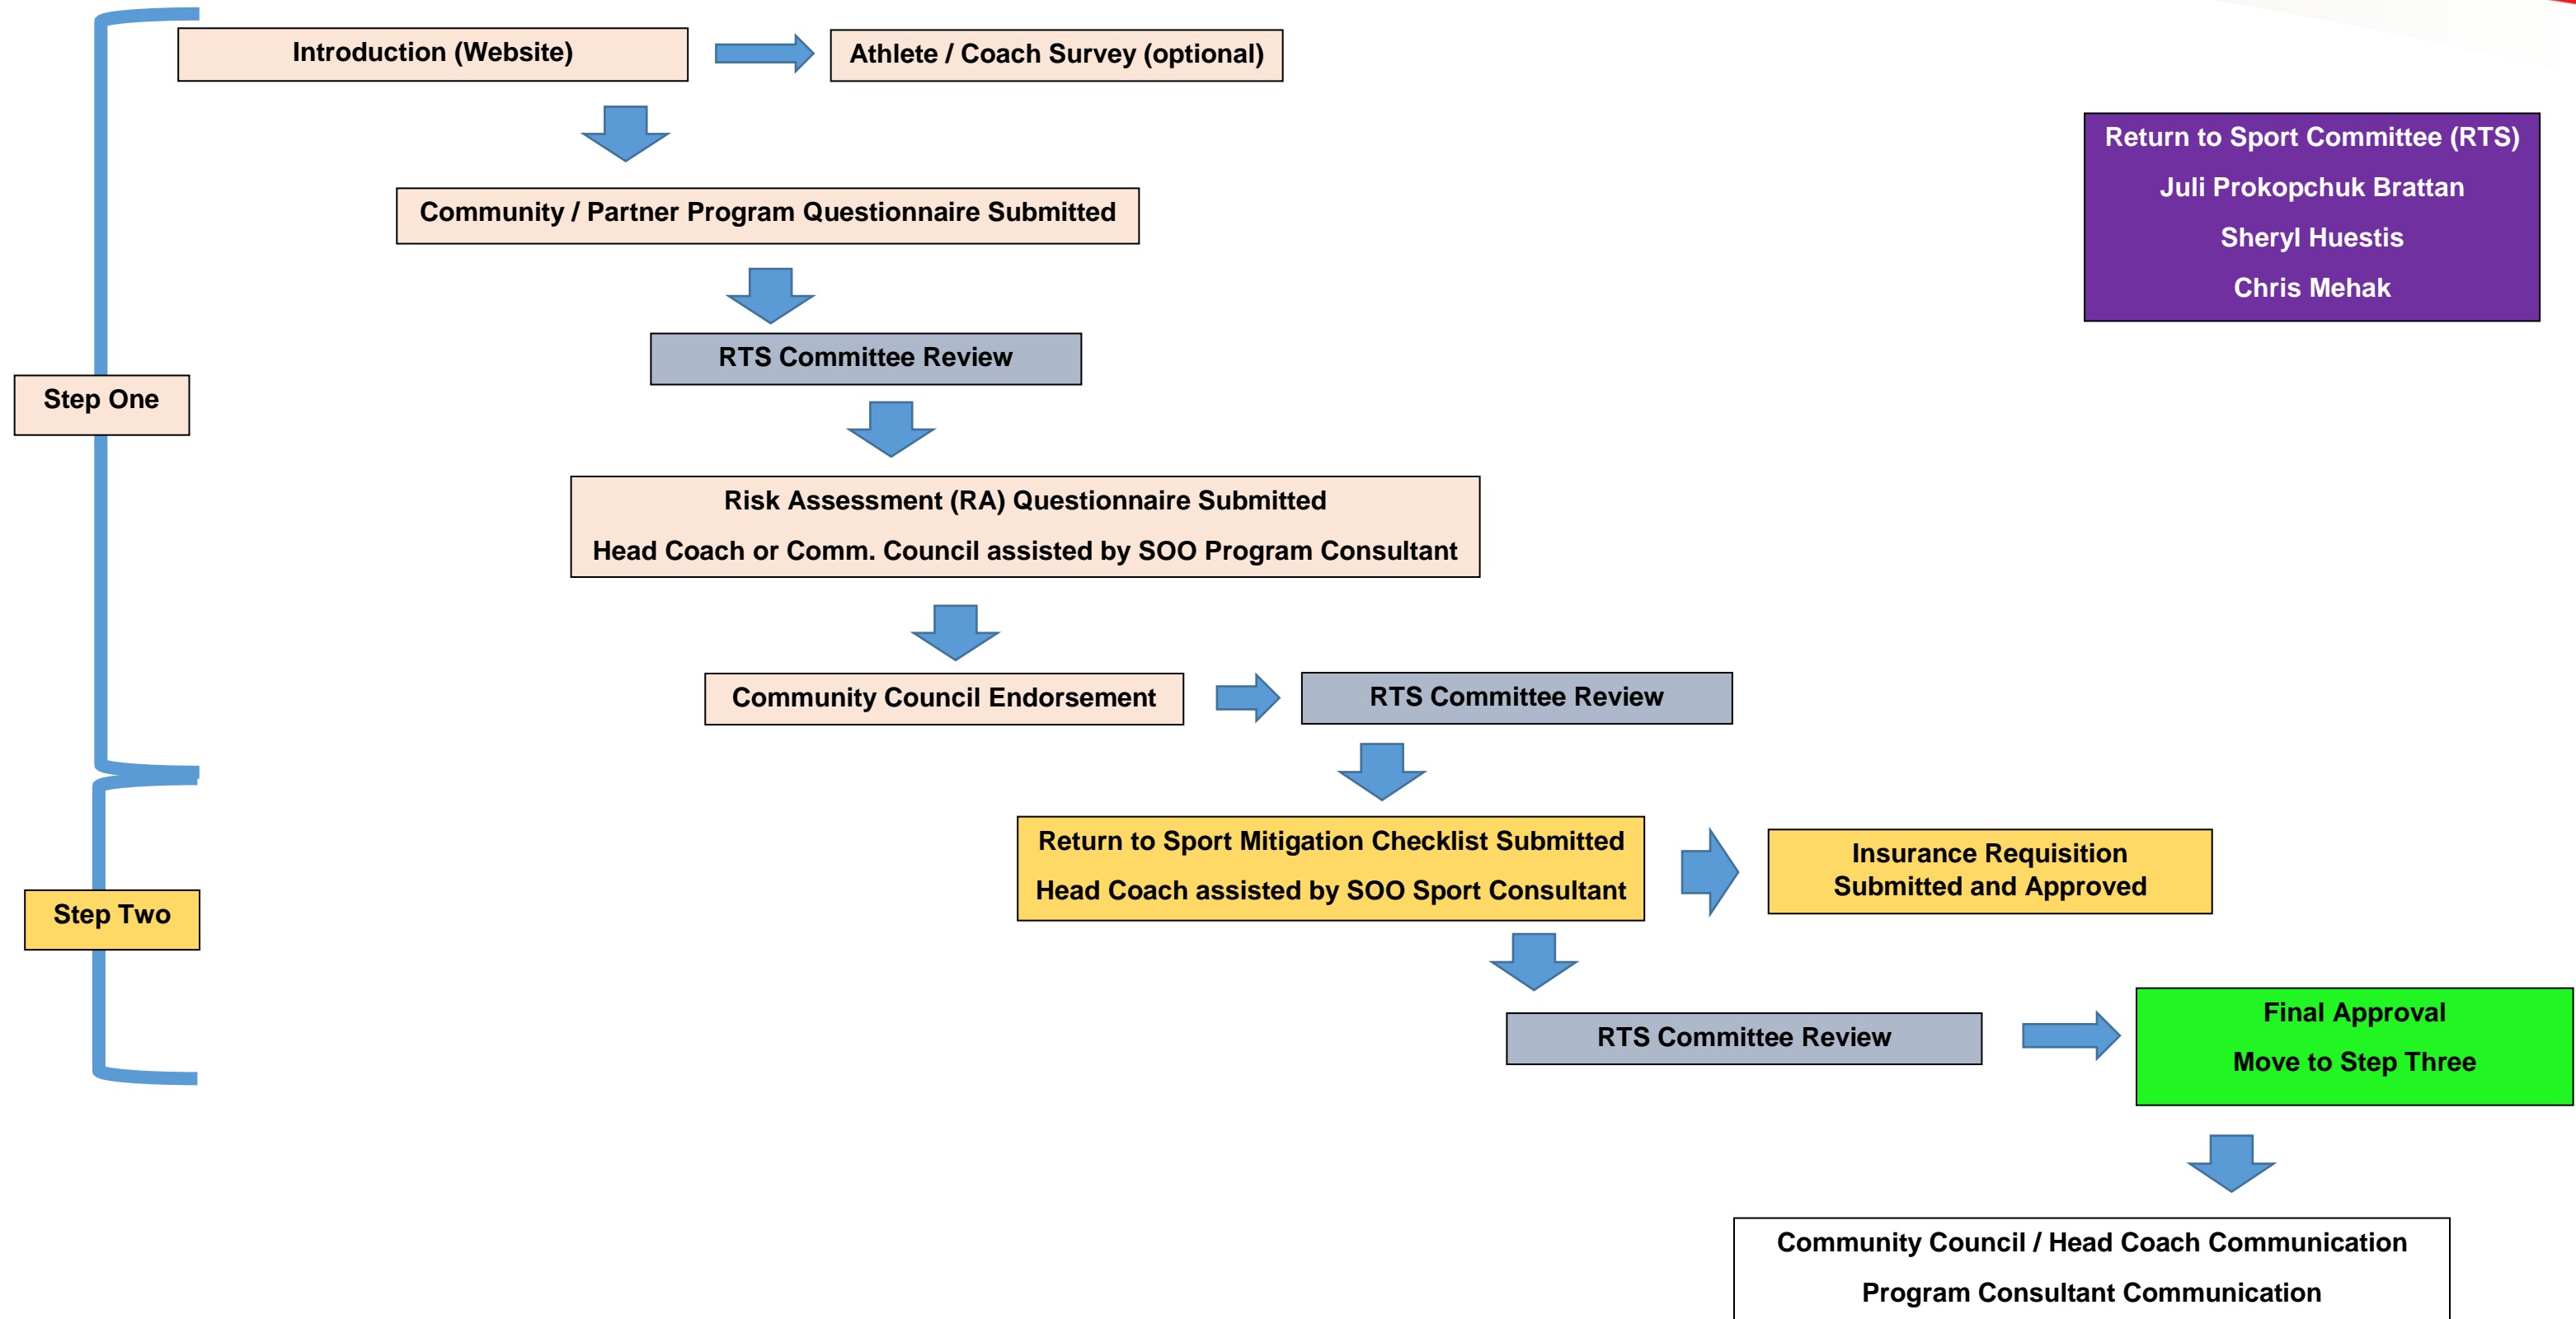 Introduction (Website)
Athlete / Coach Survey (optional)
Return to Sport Committee (RTS)
Juli Prokopchuk Brattan
Sheryl Huestis
Chris Mehak
Community / Partner Program Questionnaire Submitted
RTS Committee Review
Step One
Risk Assessment (RA) Questionnaire Submitted
Head Coach or Comm. Council assisted by SOO Program Consultant
Community Council Endorsement
RTS Committee Review
Return to Sport Mitigation Checklist Submitted
Head Coach assisted by SOO Sport Consultant
Insurance Requisition
Submitted and Approved
Step Two
RTS Committee Review
Final Approval
Move to Step Three
Community Council / Head Coach Communication
Program Consultant Communication